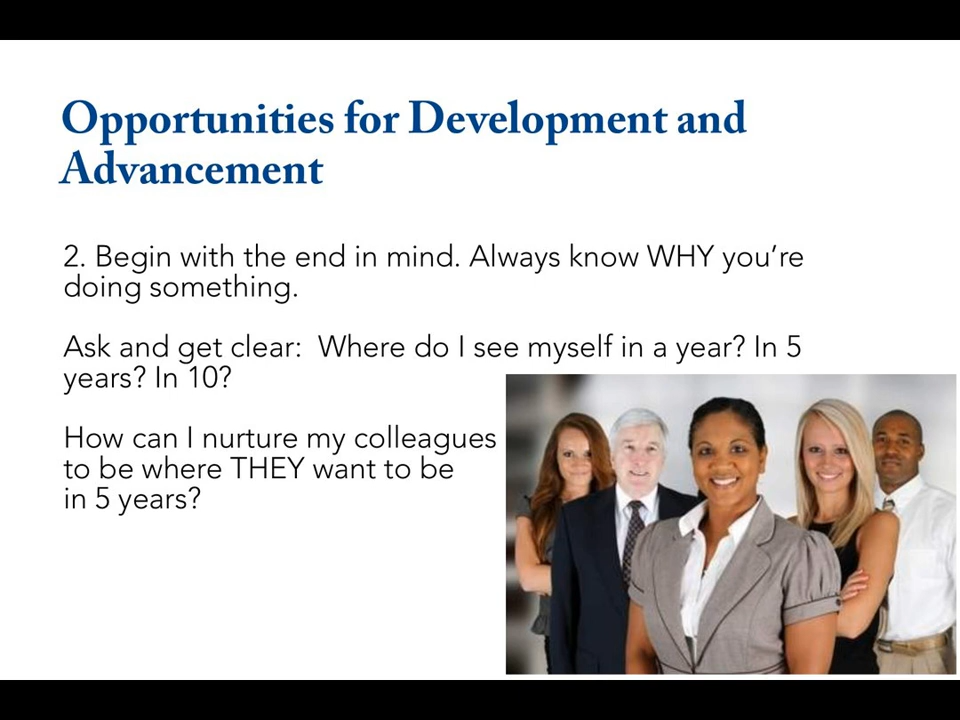 Opportunities for Development and
Advancement
2. Begin with the end in mind. Always know WHY you’re
doing something.
Ask and get clear:  Where do I see myself in a year? In 5
years? In 10?
How can I nurture my colleagues
to be where THEY want to be
in 5 years?